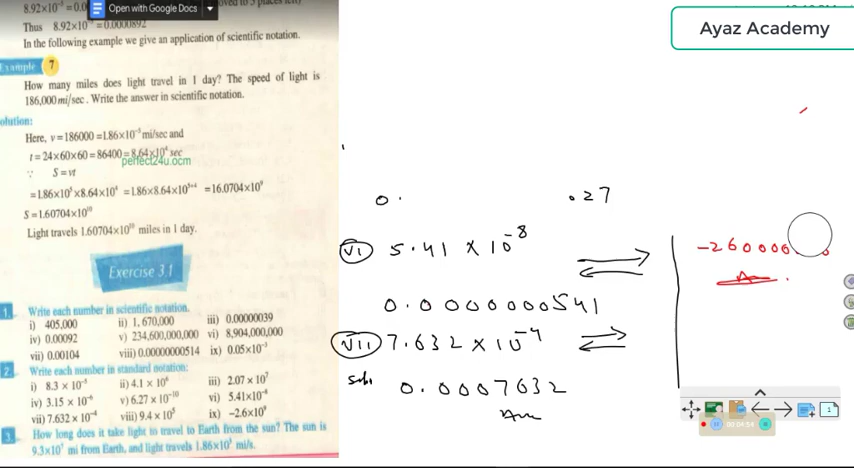 Thus 8.92×10 =0.0000892
In the following example we give an application of scientific notation.
Open with Google Docs
Ayaz Academy
Example 7
How many miles does light travel in 1 day? The speed of light is
186,000 mi/sec. Write the answer in scientific notation.
olution:
Here, v=186000 =1.86×10⁻⁵ mi/sec and
t=24×60×60=86400=8.64×10⁴ sec
perfect24u.ocm
∵ S=vt
=1.86×10⁵×8.64×10⁴ =1.86×8.64×10⁵⁺⁴ =16.0704×10⁹
S=1.60704×10¹⁰
Light travels 1.60704×10¹⁰ miles in 1 day.
Exercise 3.1
1. Write each number in scientific notation.
i) 405,000 ii) 1,670,000 iii) 0.00000039
iv) 0.00092 v) 234,600,000,000 vi) 8,904,000,000
vii) 0.00104 viii) 0.00000000514 ix) 0.05×10⁻³
2. Write each number in standard notation:
i) 8.3 × 10⁻⁵ ii) 4.1 × 10⁶ iii) 2.07 × 10⁷
iv) 3.15 × 10⁻⁶ v) 6.27 × 10⁻¹⁰ vi) 5.41×10⁻⁸
vii) 7.632 × 10⁻⁴ viii) 9.4 × 10⁵ ix) −2.6×10⁹
3. How long does it take light to travel to Earth from the sun? The sun is
9.3×10⁷ mi from Earth, and light travels 1.86×10⁵ mi/s.
0. .27
vi 5.41 × 10⁻⁸
0.0000000541
vii 7.632 × 10⁻⁴
0.0007632
Ans
-260000
00:04:54
1